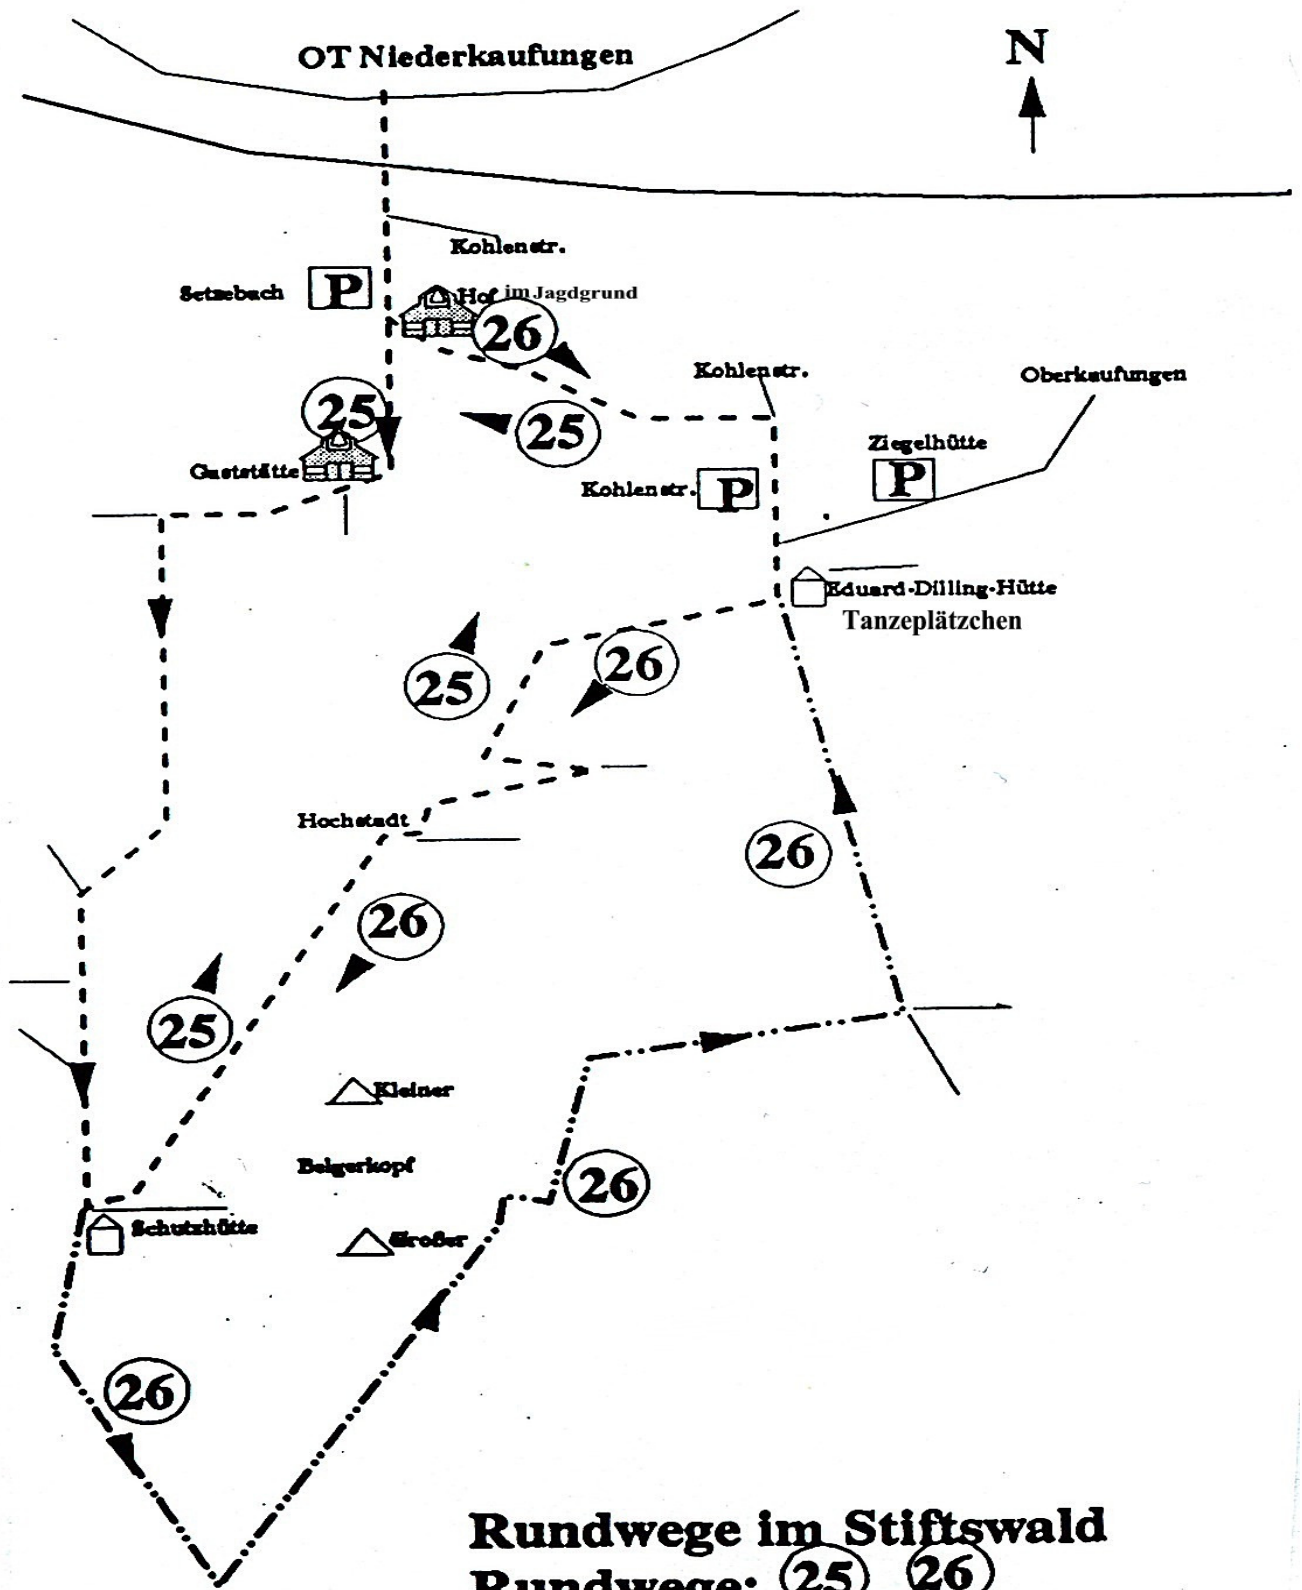 OT Niederkaufungen
N
Kohlenstr.
Setzebach P
Hof im Jagdgrund
26
Kohlenstr.
Oberkaufungen
25
25
Ziegelhütte
P
Gaststätte
Kohlenstr. P
Eduard-Dilling-Hütte
Tanzeplätzchen
26
25
Hochstadt
26
26
25
Kleiner
Belgerkopf
26
Schutzhütte
Großer
26
Rundwege im Stiftswald
Rundwege: 25 26